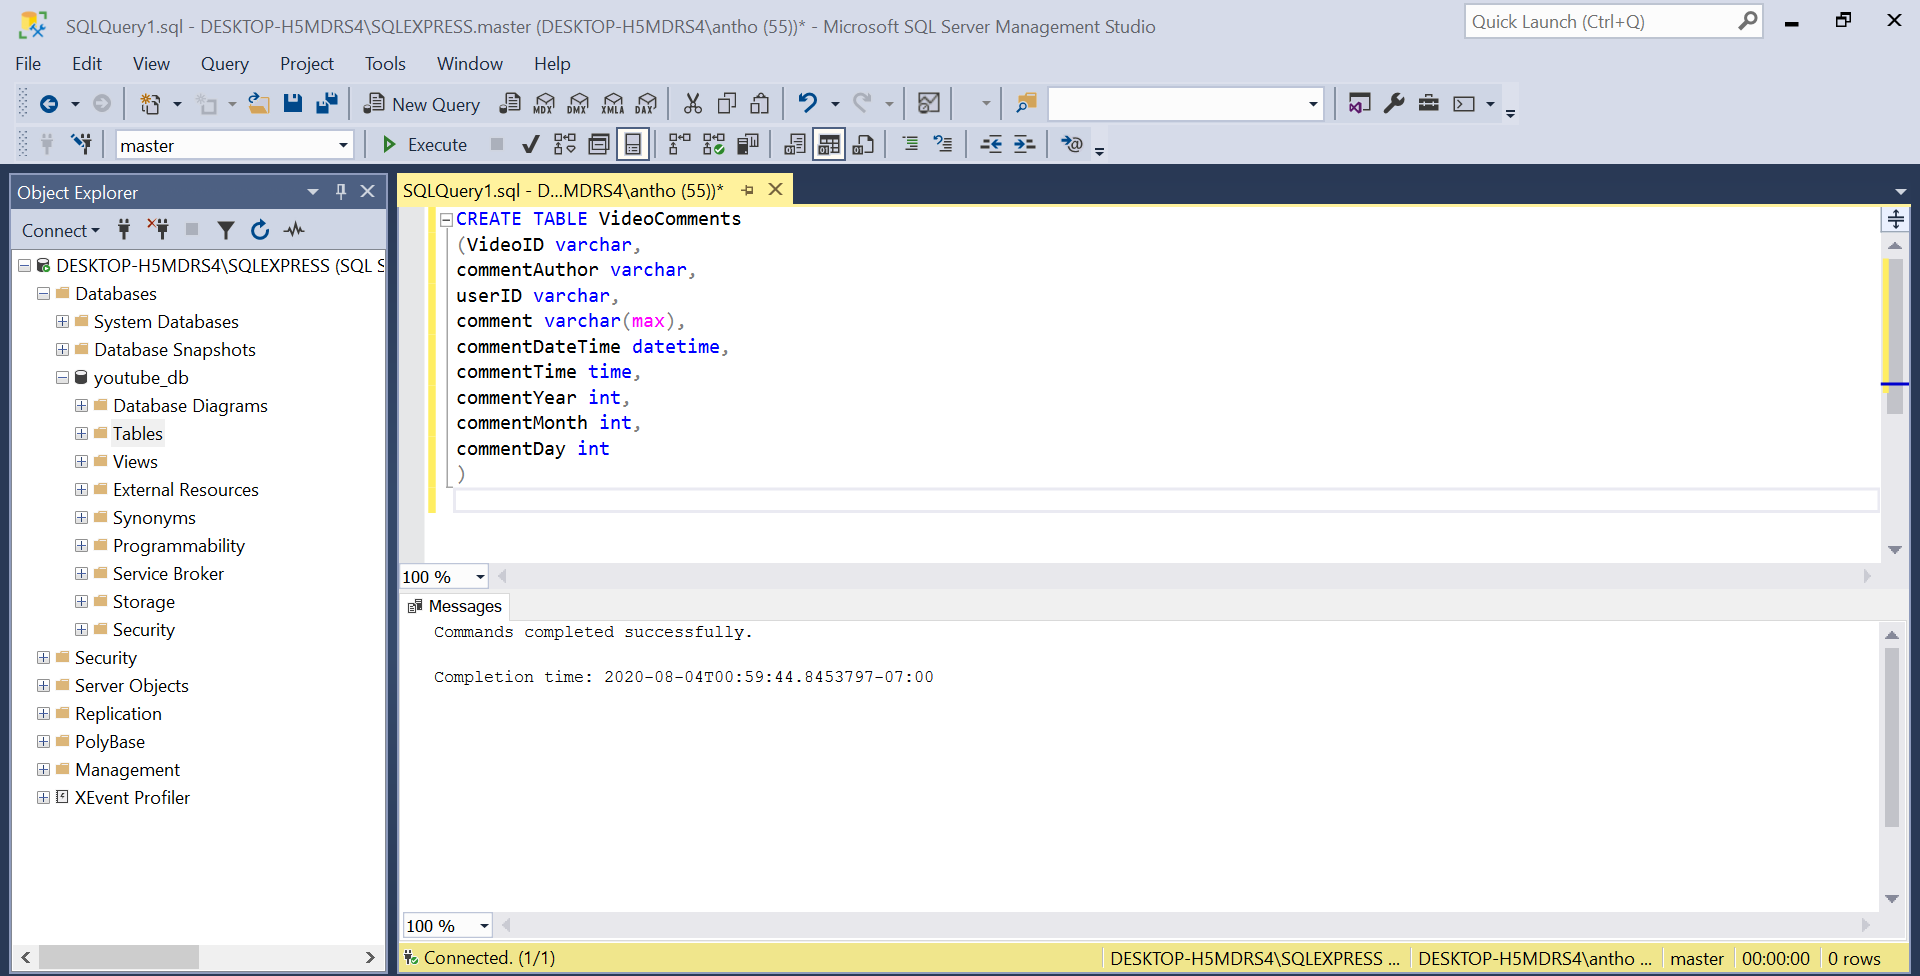 SQLQuery1.sql - DESKTOP-H5MDRS4\SQLEXPRESS.master (DESKTOP-H5MDRS4\antho (55))* - Microsoft SQL Server Management Studio
Quick Launch (Ctrl+Q)
File Edit View Query Project Tools Window Help
New Query MDX DMX XMLA DAX
master Execute
Object Explorer
Connect
DESKTOP-H5MDRS4\SQLEXPRESS (SQL S
Databases
System Databases
Database Snapshots
youtube_db
Database Diagrams
Tables
Views
External Resources
Synonyms
Programmability
Service Broker
Storage
Security
Security
Server Objects
Replication
PolyBase
Management
XEvent Profiler
SQLQuery1.sql - D...MDRS4\antho (55))*
CREATE TABLE VideoComments
(VideoID varchar,
commentAuthor varchar,
userID varchar,
comment varchar(max),
commentDateTime datetime,
commentTime time,
commentYear int,
commentMonth int,
commentDay int
)
100 %
Messages
Commands completed successfully.
Completion time: 2020-08-04T00:59:44.8453797-07:00
100 %
Connected. (1/1) DESKTOP-H5MDRS4\SQLEXPRESS ... DESKTOP-H5MDRS4\antho ... master 00:00:00 0 rows